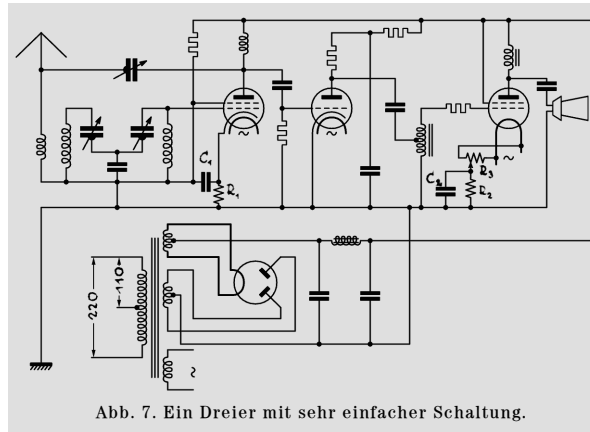 C₁
R₁
C₂
R₃
R₂
~
~
~
220
110
~
Abb. 7. Ein Dreier mit sehr einfacher Schaltung.